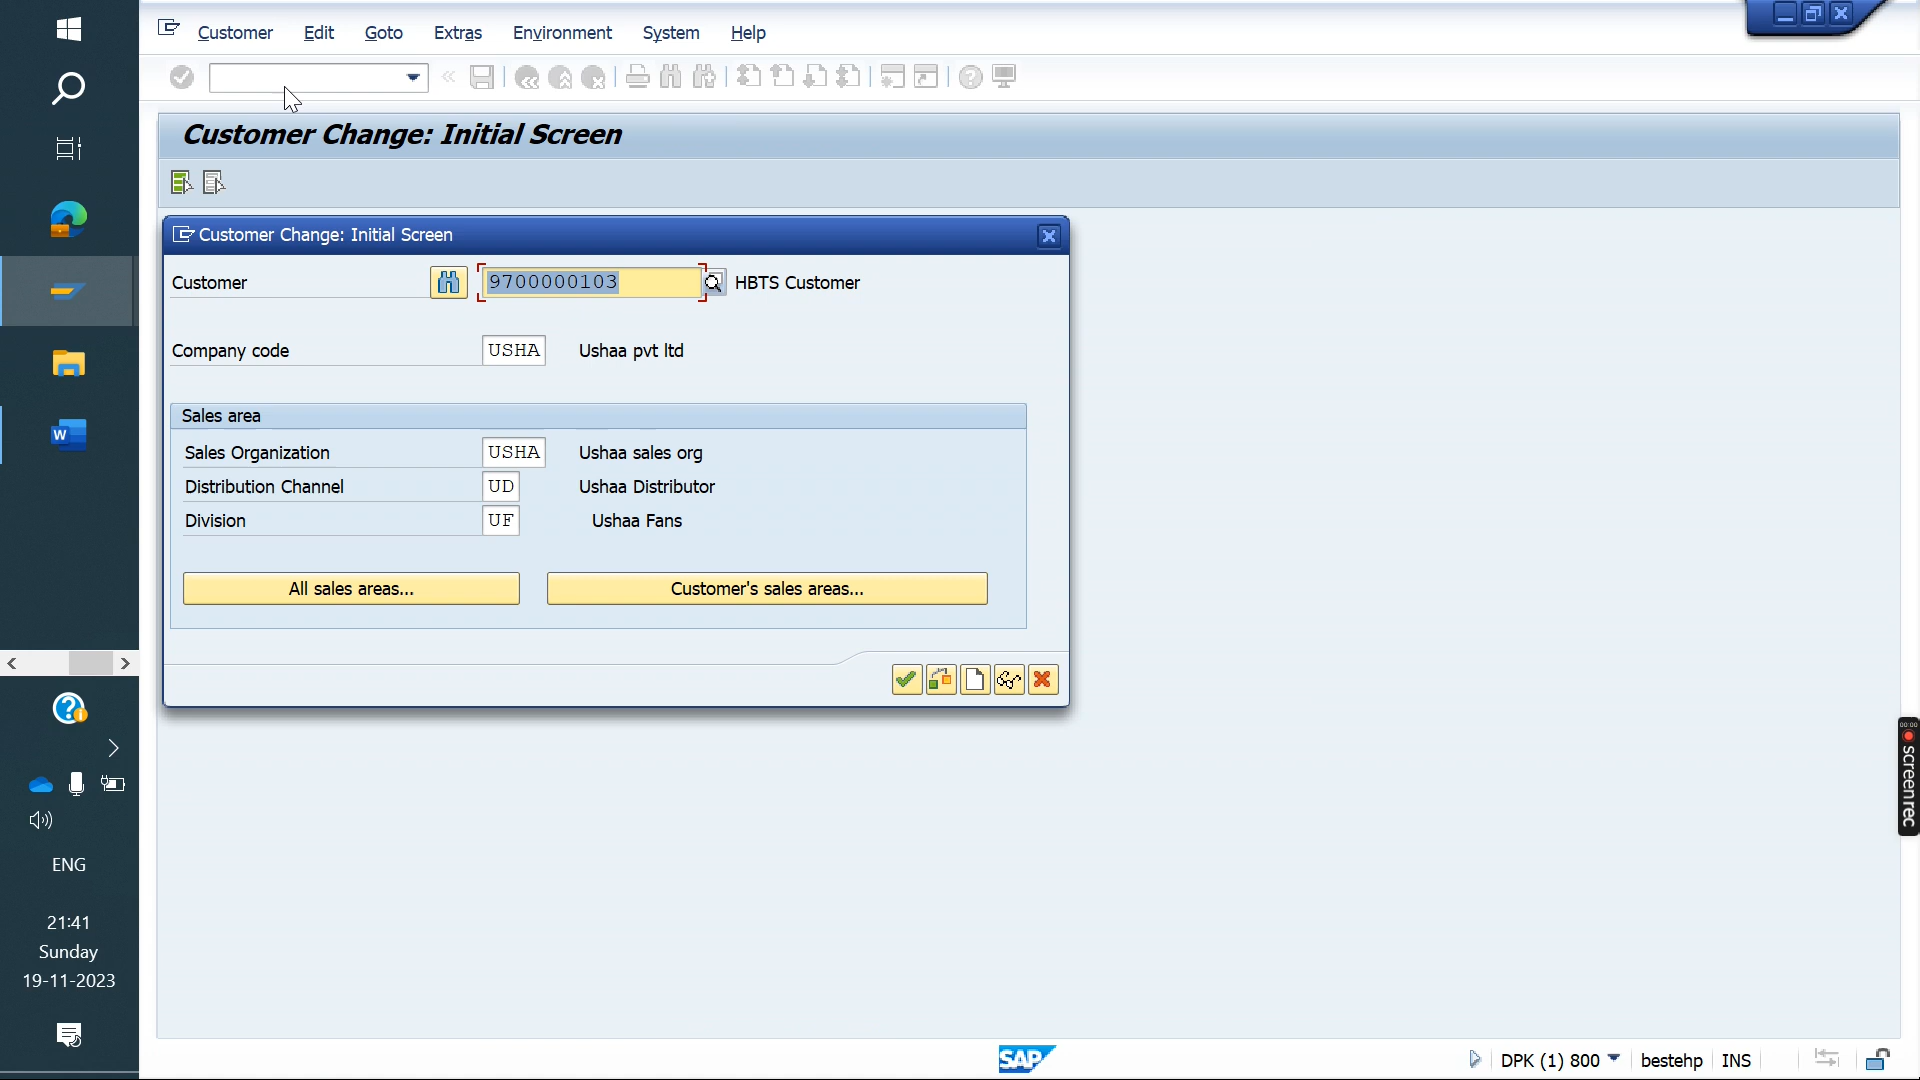 Customer Edit Goto Extras Environment System Help
Customer Change: Initial Screen
Customer Change: Initial Screen
Customer 9700000103 HBTS Customer
Company code USHA Ushaa pvt ltd
Sales area
Sales Organization USHA Ushaa sales org
Distribution Channel UD Ushaa Distributor
Division UF Ushaa Fans
All sales areas... Customer's sales areas...
W
ENG
21:41
Sunday
19-11-2023
00:00
screenrec
SAP
DPK (1) 800 bestehp INS